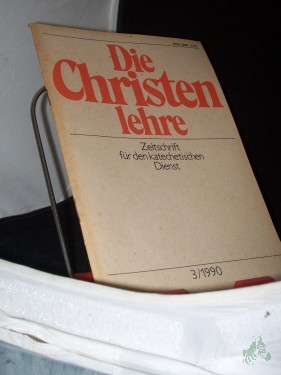 Die
Christen
lehre
Zeitschrift
für den katechetischen
Dienst
3/1990